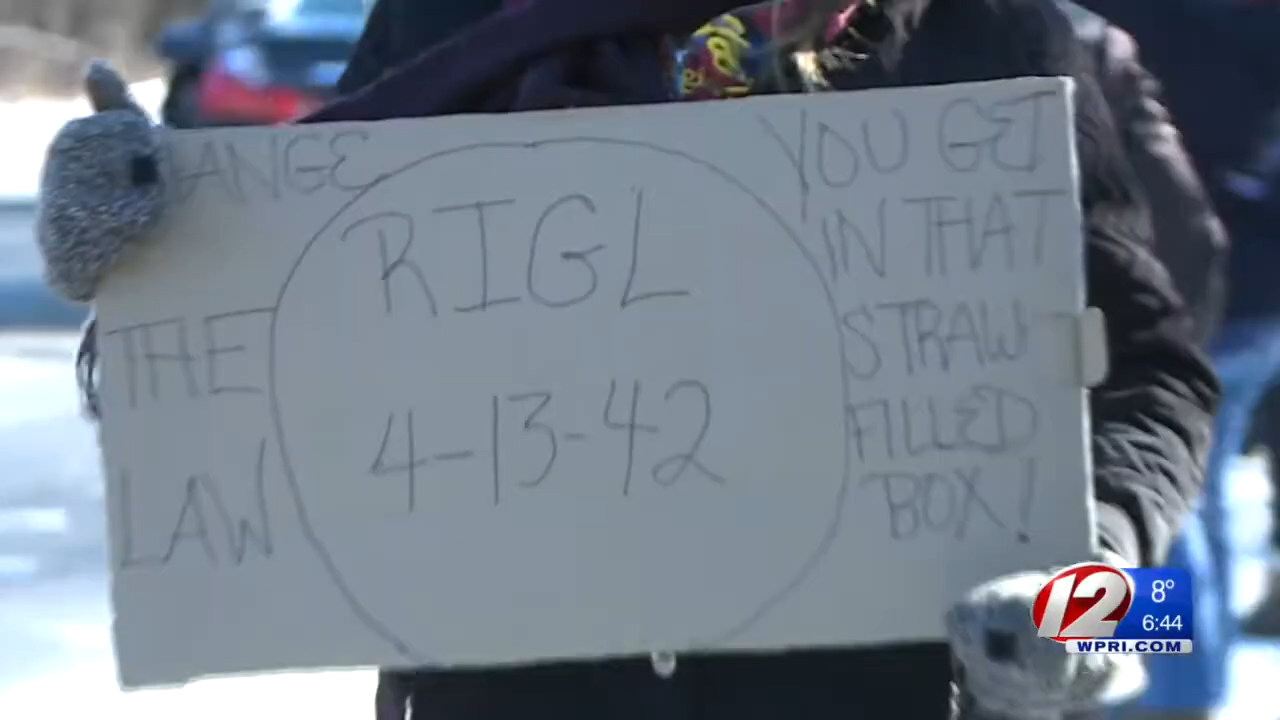 THE
LAW
RIGL
4-13-42
YOU GET
IN THAT
STRAW
FILLED
BOX!
12
8°
6:44
WPRI.COM